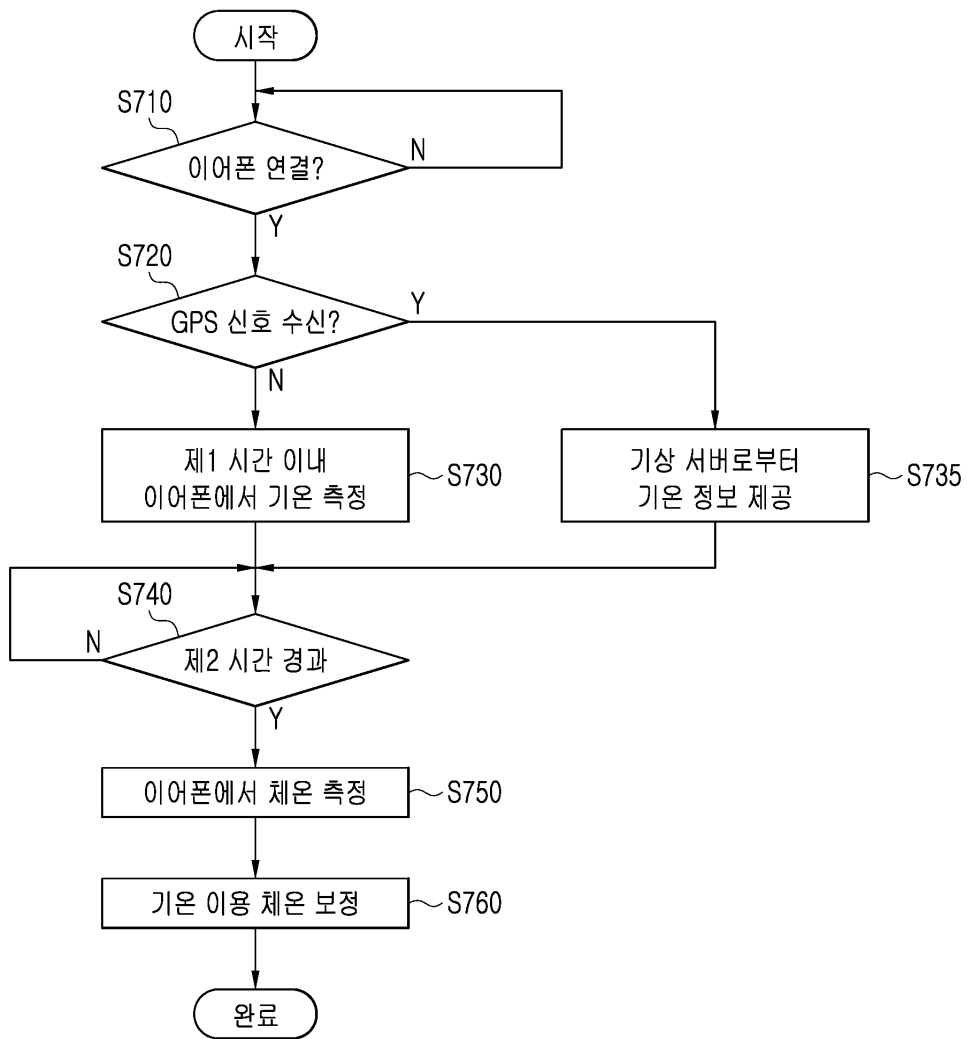 시작
S710
이어폰 연결?
N
Y
S720
GPS 신호 수신?
Y
N
제1 시간 이내
이어폰에서 기온 측정
S730
기상 서버로부터
기온 정보 제공
S735
S740
N
제2 시간 경과
Y
이어폰에서 체온 측정
S750
기온 이용 체온 보정
S760
완료